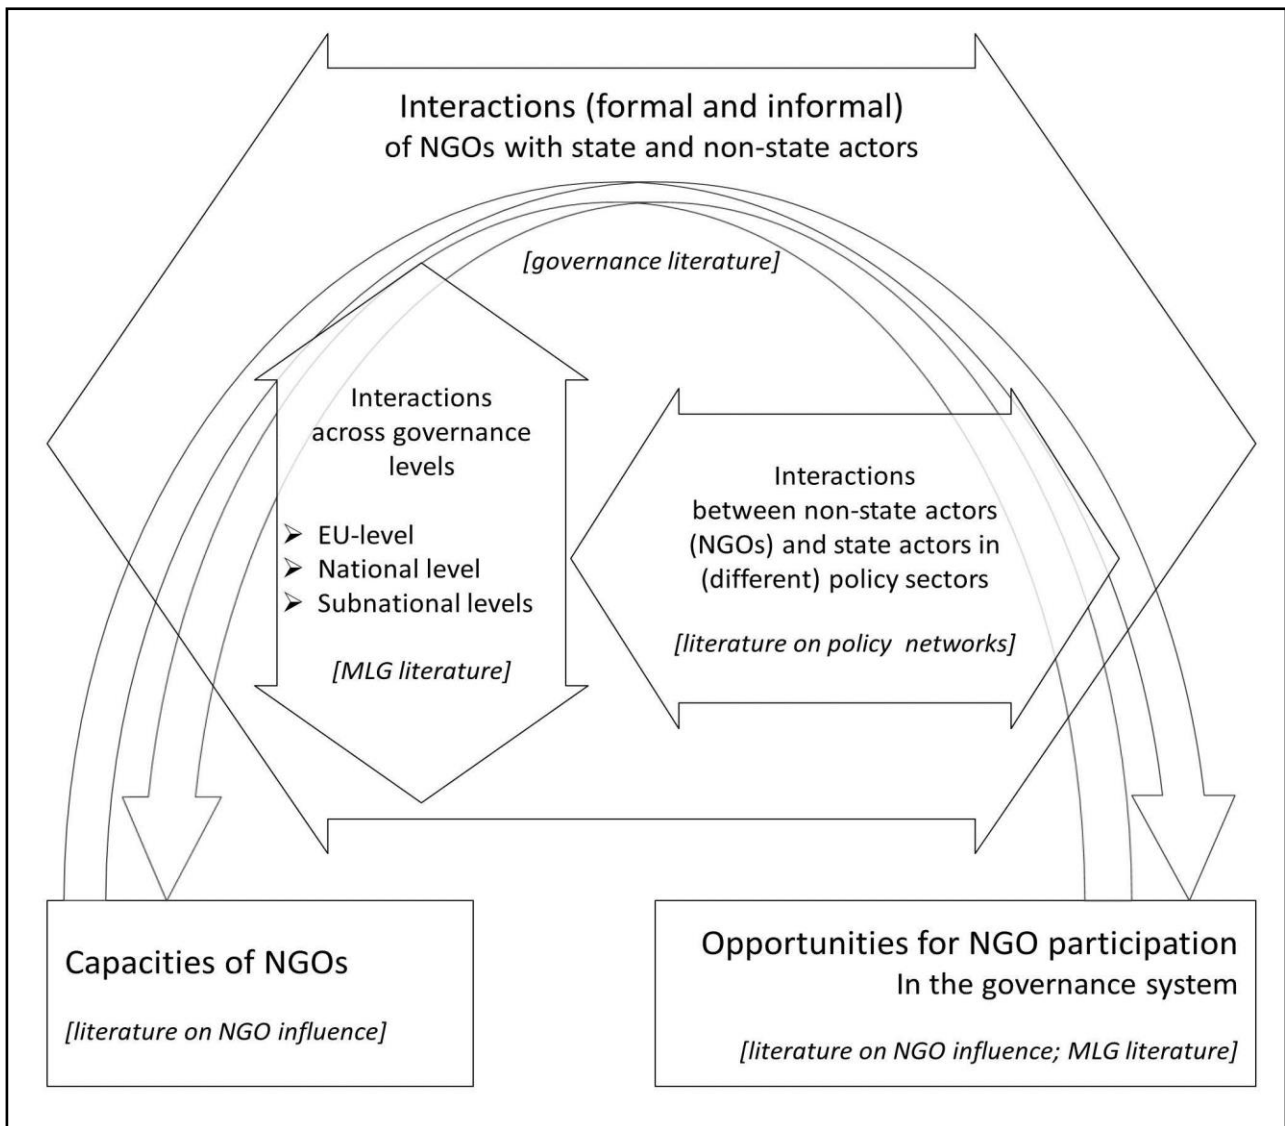 Interactions (formal and informal)
of NGOs with state and non-state actors
[governance literature]
Interactions
across governance
levels
➢ EU-level
➢ National level
➢ Subnational levels
[MLG literature]
Interactions
between non-state actors
(NGOs) and state actors in
(different) policy sectors
[literature on policy networks]
Capacities of NGOs
[literature on NGO influence]
Opportunities for NGO participation
In the governance system
[literature on NGO influence; MLG literature]